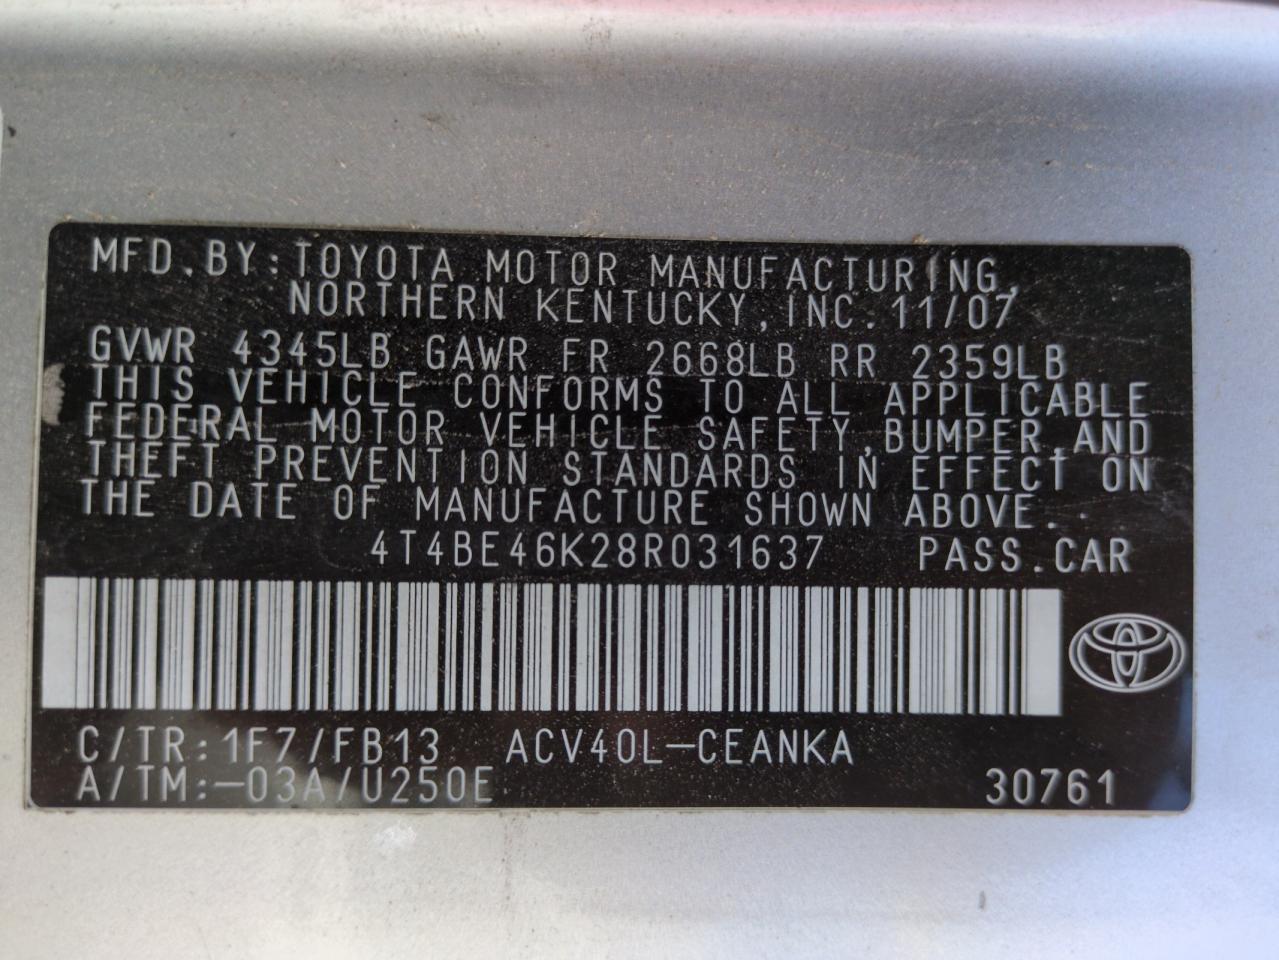 MFD.BY:TOYOTA MOTOR MANUFACTURING,
NORTHERN KENTUCKY,INC.11/07
GVWR 4345LB GAWR FR 2668LB RR 2359LB
THIS VEHICLE CONFORMS TO ALL APPLICABLE
FEDERAL MOTOR VEHICLE SAFETY,BUMPER,AND
THEFT PREVENTION STANDARDS IN EFFECT ON
THE DATE OF MANUFACTURE SHOWN ABOVE.
4T4BE46K28R031637 PASS.CAR
C/TR:1F7/FB13 ACV40L-CEANKA
A/TM:-03A/U250E 30761